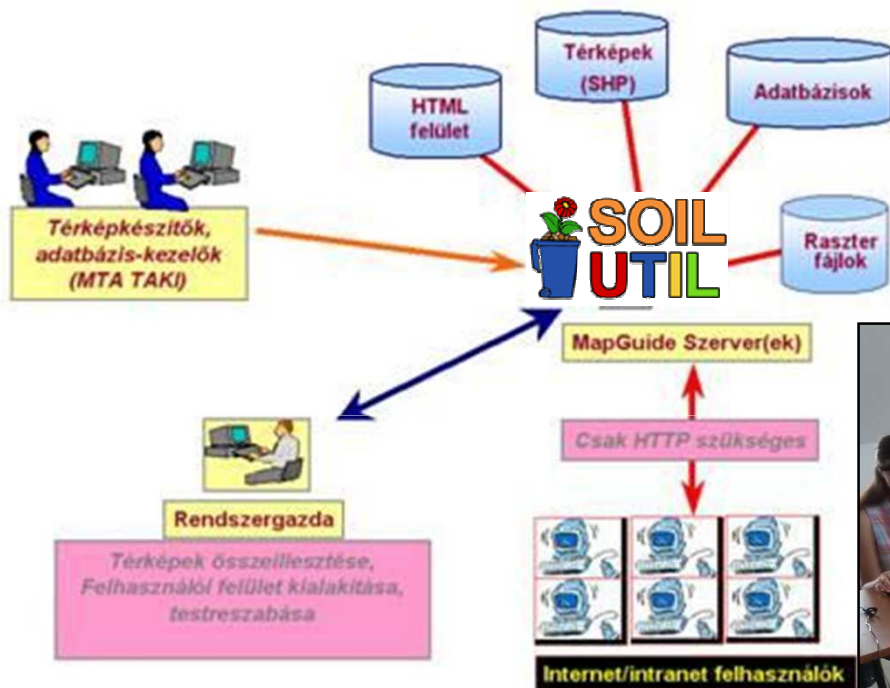 Térképek
(SHP)
HTML
felület
Adatbázisok
Térképkészítők,
adatbázis-kezelők
(MTA TAKI)
SOIL
UTIL
Raszter
fájlok
MapGuide Szerver(ek)
Csak HTTP szükséges
Rendszergazda
Térképek összeillesztése,
Felhasználói felület kialakítása,
testreszabása
Internet/intranet felhasználók